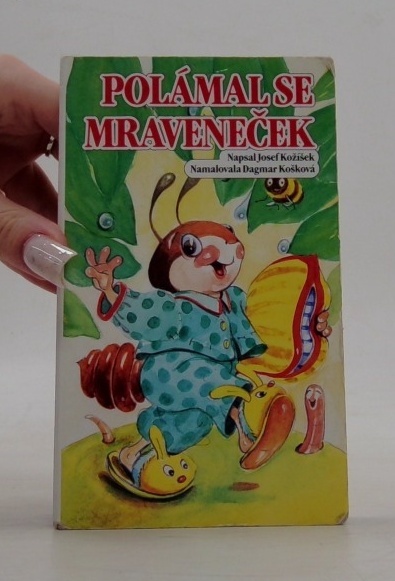 POLÁMAL SE
MRAVENEČEK
Napsal Josef Kožíšek
Namalovala Dagmar Košková